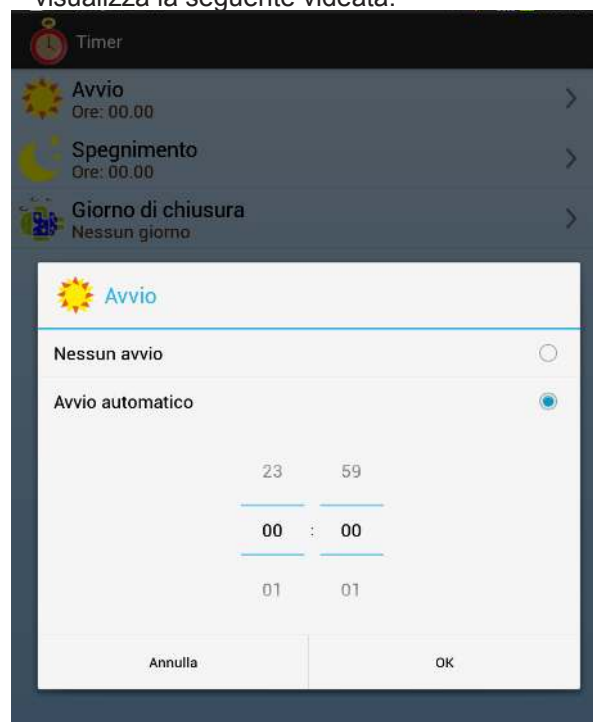 visualizza la seguente videata:
Timer
Avvio
Ore: 00.00
Spegnimento
Ore: 00.00
Giorno di chiusura
Nessun giorno
Avvio
Nessun avvio
Avvio automatico
23 59
00 : 00
01 01
Annulla OK